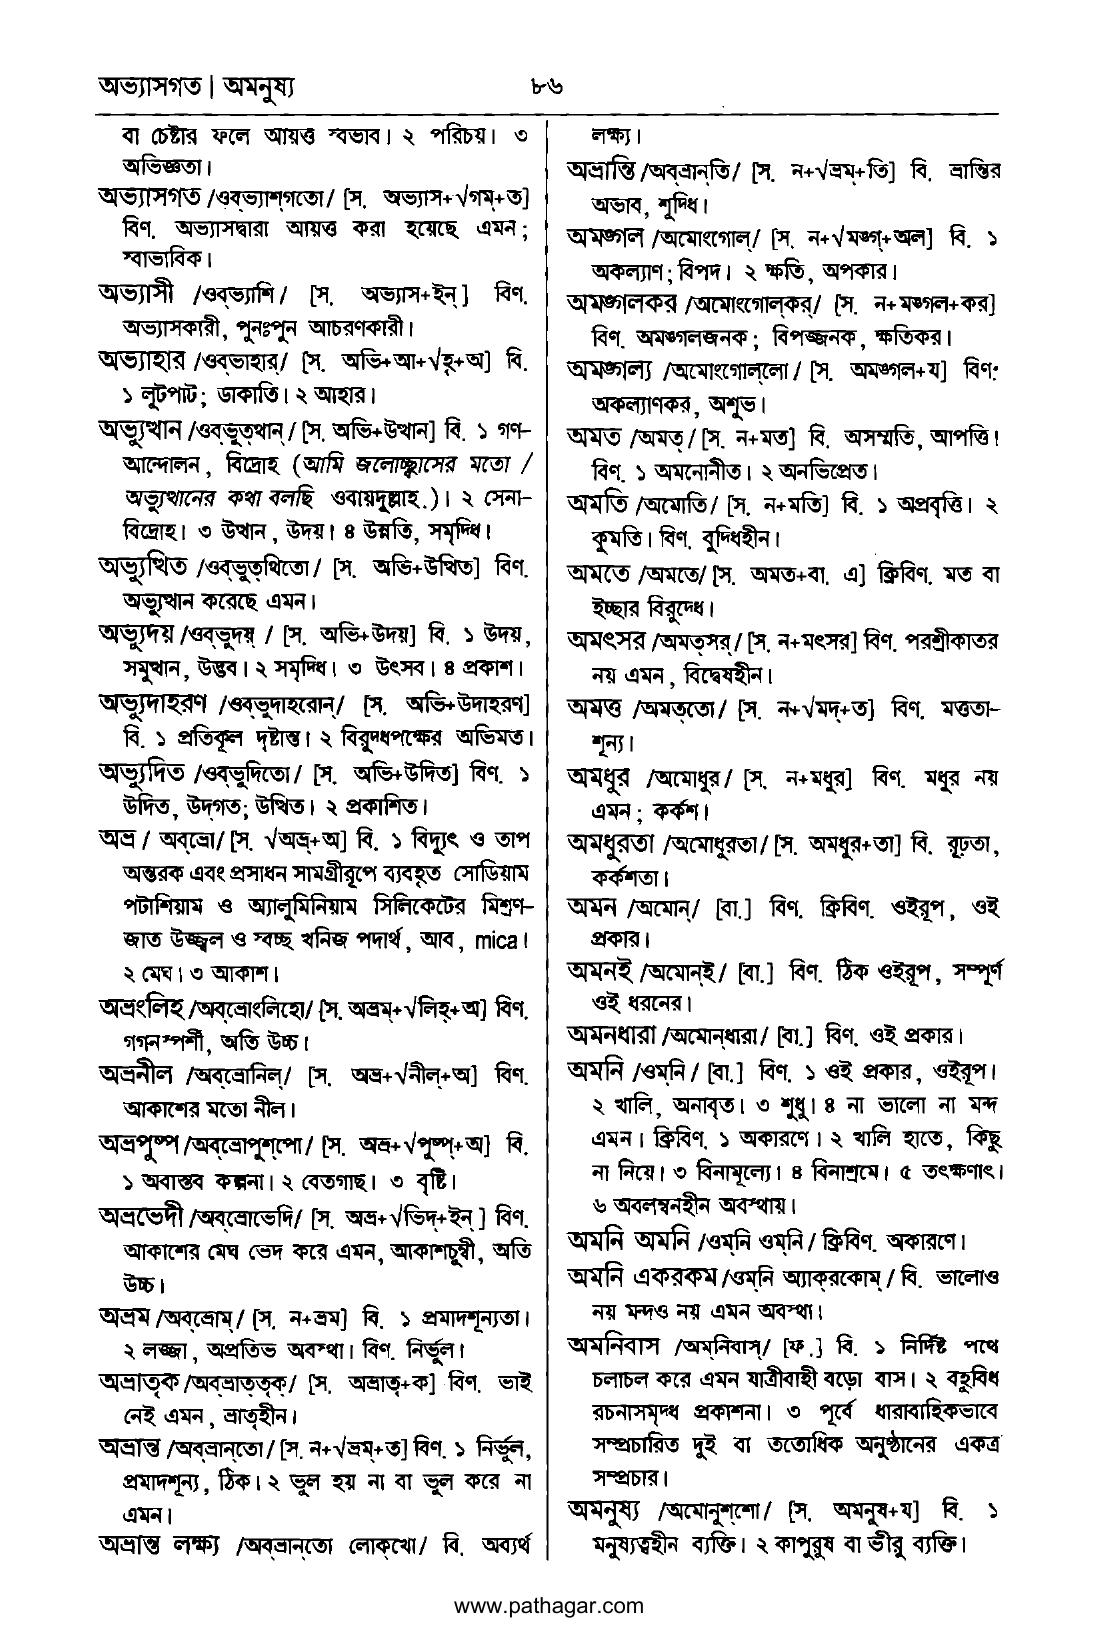 অভ্যাসগত | অমনুষ্য
৮৬
বা চেষ্টার ফলে আয়ত্ত স্বভাব। ২ পরিচয়। ৩
অভিজ্ঞতা।
অভ্যাসগত /ওব্‌ভ্যাশ্‌গতো/ [স. অভ্যাস+√গম্‌+ত]
বিণ. অভ্যাসদ্বারা আয়ত্ত করা হয়েছে এমন;
স্বাভাবিক।
অভ্যাসী /ওব্‌ভ্যাশি/ [স. অভ্যাস+ইন্‌] বিণ.
অভ্যাসকারী, পুনঃপুন আচরণকারী।
অভ্যাহার /ওব্‌ভাহার্‌/ [স. অভি+আ+√হৃ+অ] বি.
১ লুটপাট; ডাকাতি। ২ আহার।
অভ্যুত্থান /ওব্‌ভুত্‌থান্‌/ [স. অভি+উত্থান] বি. ১ গণ-
আন্দোলন, বিদ্রোহ (আমি জলোচ্ছ্বাসের মতো /
অভ্যুত্থানের কথা বলছি ওবায়দুল্লাহ.)। ২ সেনা-
বিদ্রোহ। ৩ উত্থান, উদয়। ৪ উন্নতি, সমৃদ্ধি।
অভ্যুত্থিত /ওব্‌ভুত্‌থিতো/ [স. অভি+উত্থিত] বিণ.
অভ্যুত্থান করেছে এমন।
অভ্যুদয় /ওব্‌ভুদয়্‌ / [স. অভি+উদয়] বি. ১ উদয়,
সমুত্থান, উদ্ভব। ২ সমৃদ্ধি। ৩ উৎসব। ৪ প্রকাশ।
অভ্যুদাহরণ /ওব্‌ভুদাহরোন্‌/ [স. অভি+উদাহরণ]
বি. ১ প্রতিকূল দৃষ্টান্ত। ২ বিরুদ্ধপক্ষের অভিমত।
অভ্যুদিত /ওব্‌ভুদিতো/ [স. অভি+উদিত] বিণ. ১
উদিত, উদ্‌গত; উত্থিত। ২ প্রকাশিত।
অভ্র / অব্‌ভ্রো/ [স. √অভ্র্‌+অ] বি. ১ বিদ্যুৎ ও তাপ
অন্তরক এবং প্রসাধন সামগ্রীরূপে ব্যবহৃত সোডিয়াম
পটাশিয়াম ও অ্যালুমিনিয়াম সিলিকেটের মিশ্রণ-
জাত উজ্জ্বল ও স্বচ্ছ খনিজ পদার্থ, আব, mica।
২ মেঘ। ৩ আকাশ।
অভ্রংলিহ /অব্‌ভ্রোংলিহো/ [স. অভ্রম্‌+√লিহ্‌+অ] বিণ.
গগনস্পর্শী, অতি উচ্চ।
অভ্রনীল /অব্‌ভ্রোনিল্‌/ [স. অভ্র+√নীল্‌+অ] বিণ.
আকাশের মতো নীল।
অভ্রপুষ্প /অব্‌ভ্রোপুশ্‌পো/ [স. অভ্র+√পুষ্প্‌+অ] বি.
১ অবাস্তব কল্পনা। ২ বেতগাছ। ৩ বৃষ্টি।
অভ্রভেদী /অব্‌ভ্রোভেদি/ [স. অভ্র+√ভিদ্‌+ইন্‌ ] বিণ.
আকাশের মেঘ ভেদ করে এমন, আকাশচুম্বী, অতি
উচ্চ।
অভ্রম /অব্‌ভ্রোম্‌/ [স. ন+ভ্রম] বি. ১ প্রমাদশূন্যতা।
২ লজ্জা, অপ্রতিভ অবস্থা। বিণ. নির্ভুল।
অভ্রাতৃক /অব্‌ভ্রাতৃতৃক্‌/ [স. অভ্রাতৃ+ক] বিণ. ভাই
নেই এমন, ভ্রাতৃহীন।
অভ্রান্ত /অব্‌ভ্রান্‌তো/ [স. ন+√ভ্রম্‌+ত] বিণ. ১ নির্ভুল,
প্রমাদশূন্য, ঠিক। ২ ভুল হয় না বা ভুল করে না
এমন।
অভ্রান্ত লক্ষ্য /অব্‌ভ্রান্‌তো লোক্‌খো/ বি. অব্যর্থ
লক্ষ্য।
অভ্রান্তি /অব্‌ভ্রান্‌তি/ [স. ন+√ভ্রম্‌+তি] বি. ভ্রান্তির
অভাব, শুদ্ধি।
অমঙ্গল /অমোংগোল্‌/ [স. ন+√মঙ্গ্‌+অল] বি. ১
অকল্যাণ; বিপদ। ২ ক্ষতি, অপকার।
অমঙ্গলকর /অমোংগোল্‌কর্‌/ [স. ন+মঙ্গল+কর]
বিণ. অমঙ্গলজনক; বিপজ্জনক, ক্ষতিকর।
অমঙ্গল্য /অমোংগোল্‌লো/ [স. অমঙ্গল+য] বিণ.
অকল্যাণকর, অশুভ।
অমত /অমত্‌/ [স. ন+মত] বি. অসম্মতি, আপত্তি।
বিণ. ১ অমনোনীত। ২ অনভিপ্রেত।
অমতি /অমোতি/ [স. ন+মতি] বি. ১ অপ্রবৃত্তি। ২
কুমতি। বিণ. বুদ্ধিহীন।
অমতে /অমতে/ [স. অমত+বা. এ] ক্রিবিণ. মত বা
ইচ্ছার বিরুদ্ধে।
অমৎসর /অমত্‌সর্‌/ [স. ন+মৎসর] বিণ. পরশ্রীকাতর
নয় এমন, বিদ্বেষহীন।
অমত্ত /অমত্‌তো/ [স. ন+√মদ্‌+ত] বিণ. মত্ততা-
শূন্য।
অমধুর /অমোধুর/ [স. ন+মধুর] বিণ. মধুর নয়
এমন; কর্কশ।
অমধুরতা /অমোধুরতা/ [স. অমধুর+তা] বি. রূঢ়তা,
কর্কশতা।
অমন /অমোন্‌/ [বা.] বিণ. ক্রিবিণ. ওইরূপ, ওই
প্রকার।
অমনই /অমোন্‌ই/ [বা.] বিণ. ঠিক ওইরূপ, সম্পূর্ণ
ওই ধরনের।
অমনধারা /অমোন্‌ধারা/ [বা.] বিণ. ওই প্রকার।
অমনি /ওম্‌নি/ [বা.] বিণ. ১ ওই প্রকার, ওইরূপ।
২ খালি, অনাবৃত। ৩ শুধু। ৪ না ভালো না মন্দ
এমন। ক্রিবিণ. ১ অকারণে। ২ খালি হাতে, কিছু
না নিয়ে। ৩ বিনামূল্যে। ৪ বিনাশ্রমে। ৫ তৎক্ষণাৎ।
৬ অবলম্বনহীন অবস্থায়।
অমনি অমনি /ওম্‌নি ওম্‌নি/ ক্রিবিণ. অকারণে।
অমনি একরকম /ওম্‌নি অ্যাক্‌রকোম্‌/ বি. ভালোও
নয় মন্দও নয় এমন অবস্থা।
অমনিবাস /অম্‌নিবাস্‌/ [ফ.] বি. ১ নির্দিষ্ট পথে
চলাচল করে এমন যাত্রীবাহী বড়ো বাস। ২ বহুবিধ
রচনাসমৃদ্ধ প্রকাশনা। ৩ পূর্বে ধারাবাহিকভাবে
সম্প্রচারিত দুই বা ততোধিক অনুষ্ঠানের একত্র
সম্প্রচার।
অমনুষ্য /অমোনুশ্‌শো/ [স. অমনুষ+য] বি. ১
মনুষ্যত্বহীন ব্যক্তি। ২ কাপুরুষ বা ভীরু ব্যক্তি।
www.pathagar.com